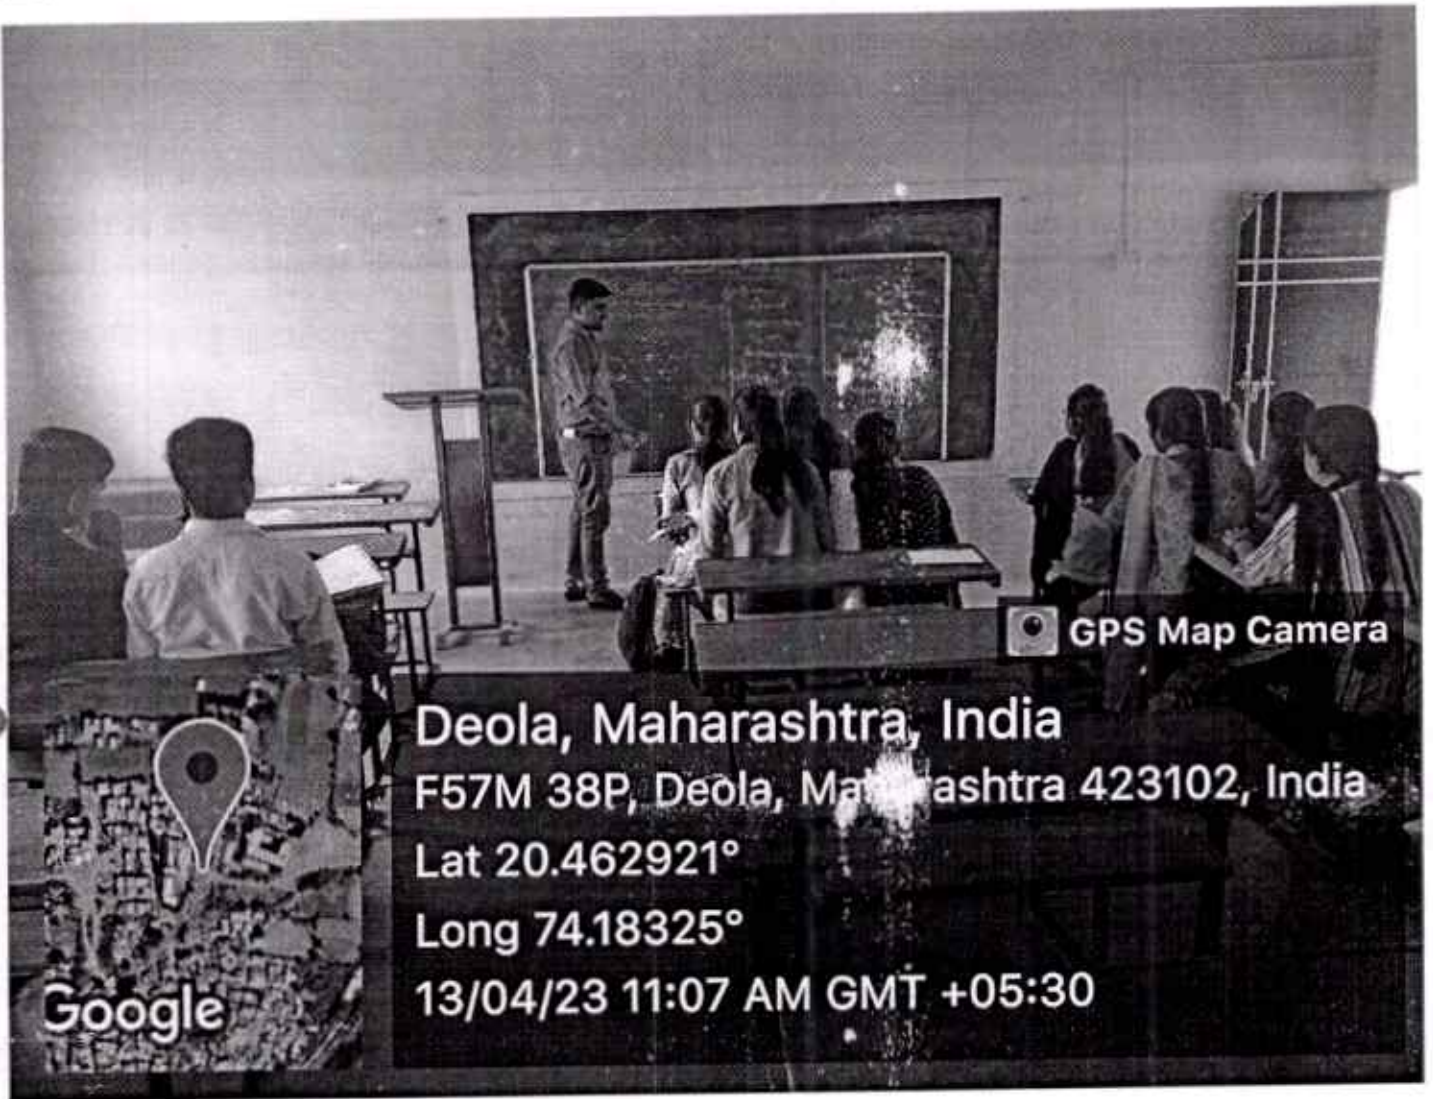 GPS Map Camera
Deola, Maharashtra, India
F57M 38P, Deola, Maharashtra 423102, India
Lat 20.462921°
Long 74.18325°
13/04/23 11:07 AM GMT +05:30
Google